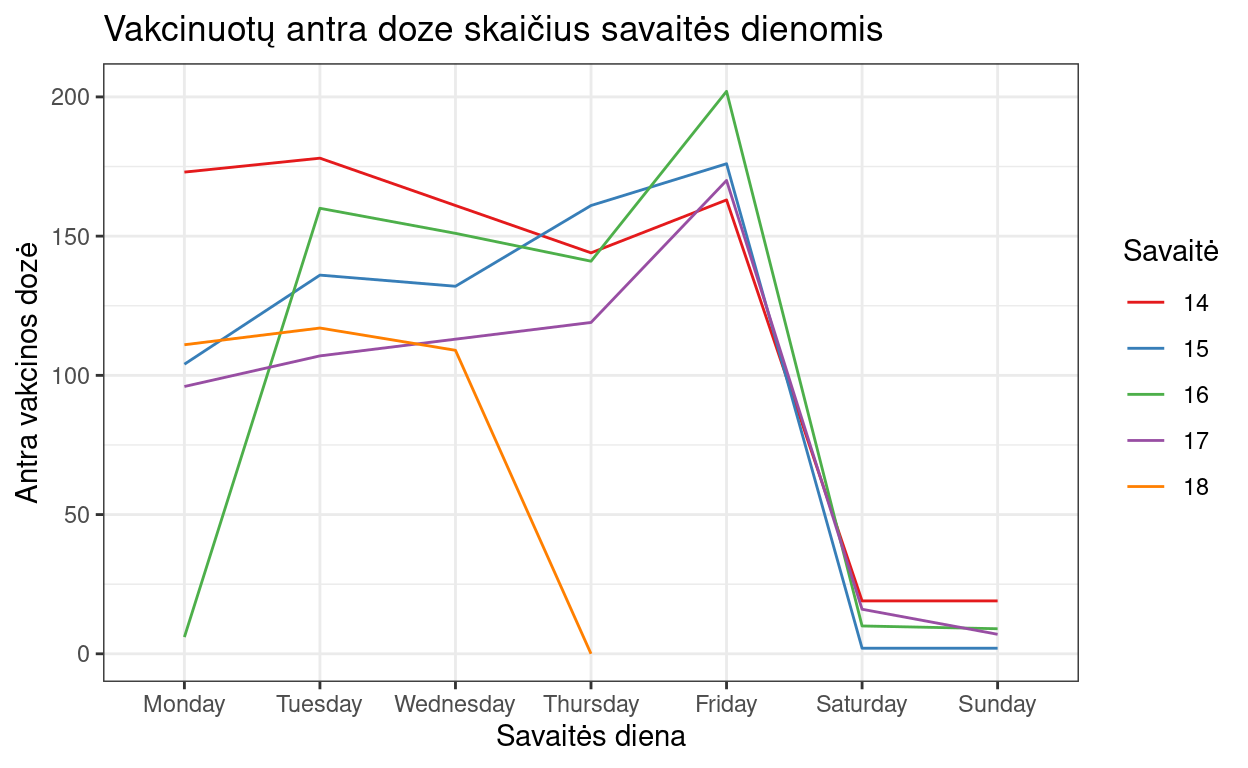 Vakcinuotų antra doze skaičius savaitės dienomis
Antra vakcinos dozė
200
150
100
50
0
Monday Tuesday Wednesday Thursday Friday Saturday Sunday
Savaitės diena
Savaitė
14
15
16
17
18